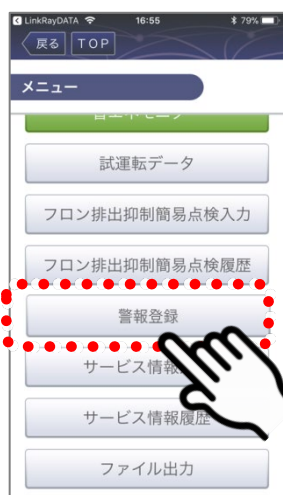 LinkRayDATA 16:55 79%
戻る TOP
メニュー
試運転データ
フロン排出抑制簡易点検入力
フロン排出抑制簡易点検履歴
警報登録
サービス情報
サービス情報履歴
ファイル出力